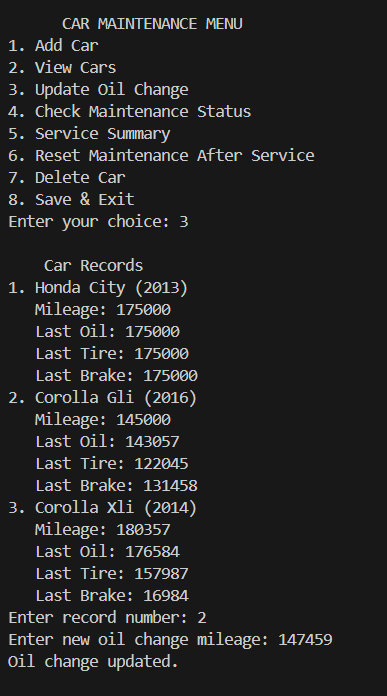 CAR MAINTENANCE MENU
1. Add Car
2. View Cars
3. Update Oil Change
4. Check Maintenance Status
5. Service Summary
6. Reset Maintenance After Service
7. Delete Car
8. Save & Exit
Enter your choice: 3
Car Records
1. Honda City (2013)
Mileage: 175000
Last Oil: 175000
Last Tire: 175000
Last Brake: 175000
2. Corolla Gli (2016)
Mileage: 145000
Last Oil: 143057
Last Tire: 122045
Last Brake: 131458
3. Corolla Xli (2014)
Mileage: 180357
Last Oil: 176584
Last Tire: 157987
Last Brake: 16984
Enter record number: 2
Enter new oil change mileage: 147459
Oil change updated.